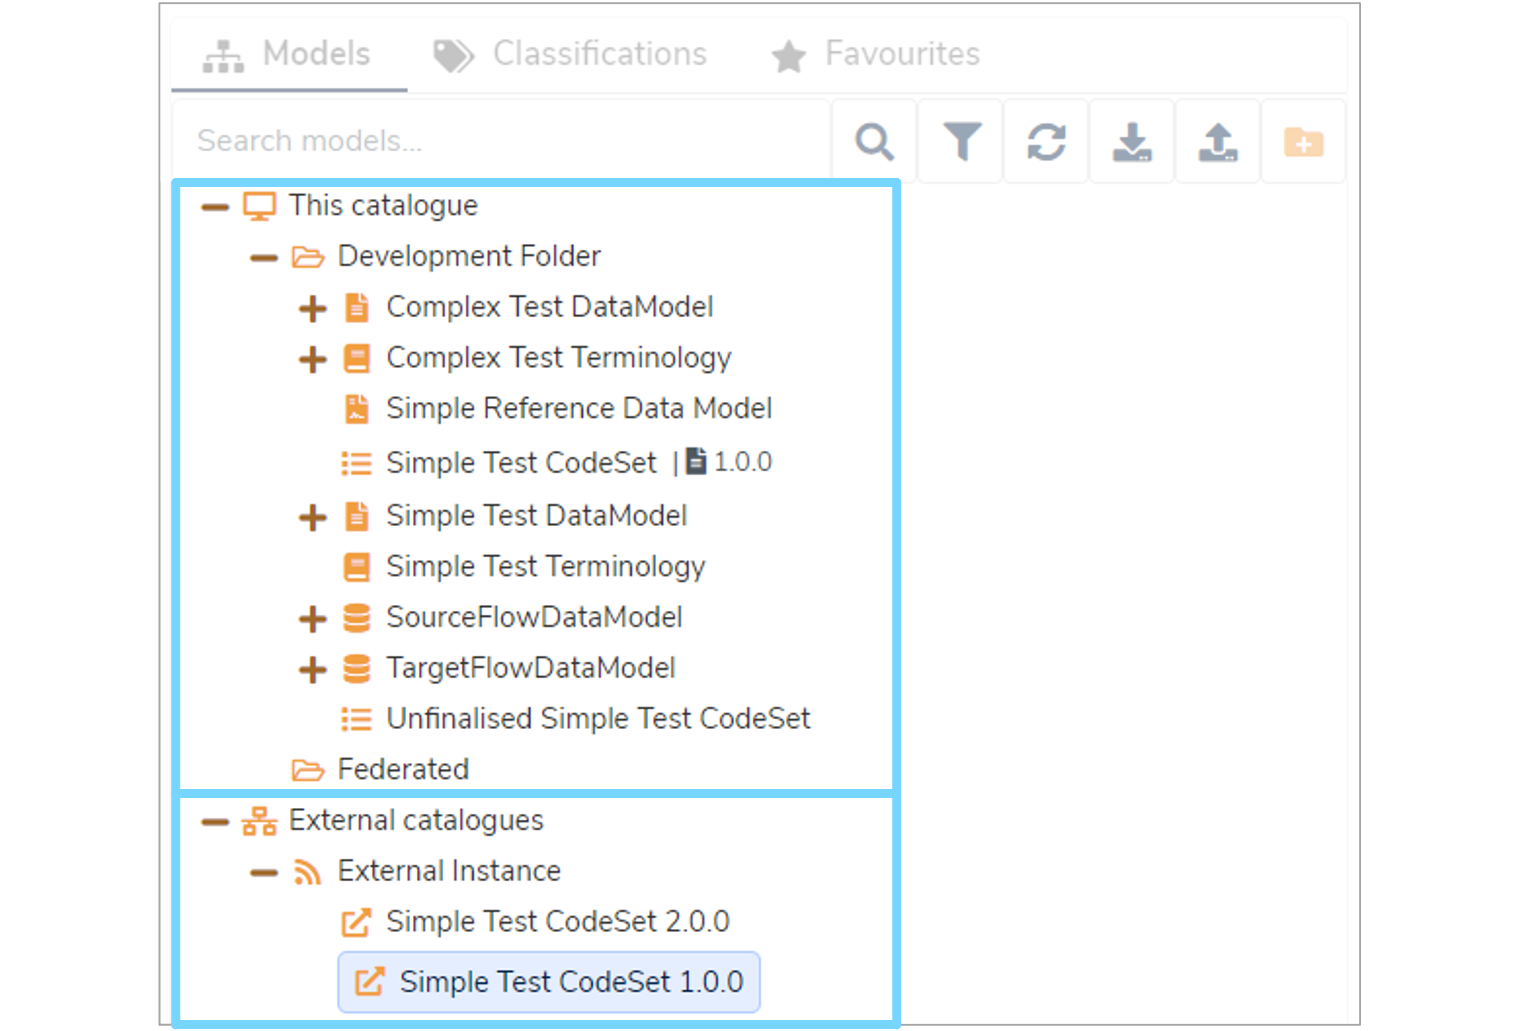 Models Classifications Favourites
Search models...
This catalogue
Development Folder
Complex Test DataModel
Complex Test Terminology
Simple Reference Data Model
Simple Test CodeSet | 1.0.0
Simple Test DataModel
Simple Test Terminology
SourceFlowDataModel
TargetFlowDataModel
Unfinalised Simple Test CodeSet
Federated
External catalogues
External Instance
Simple Test CodeSet 2.0.0
Simple Test CodeSet 1.0.0